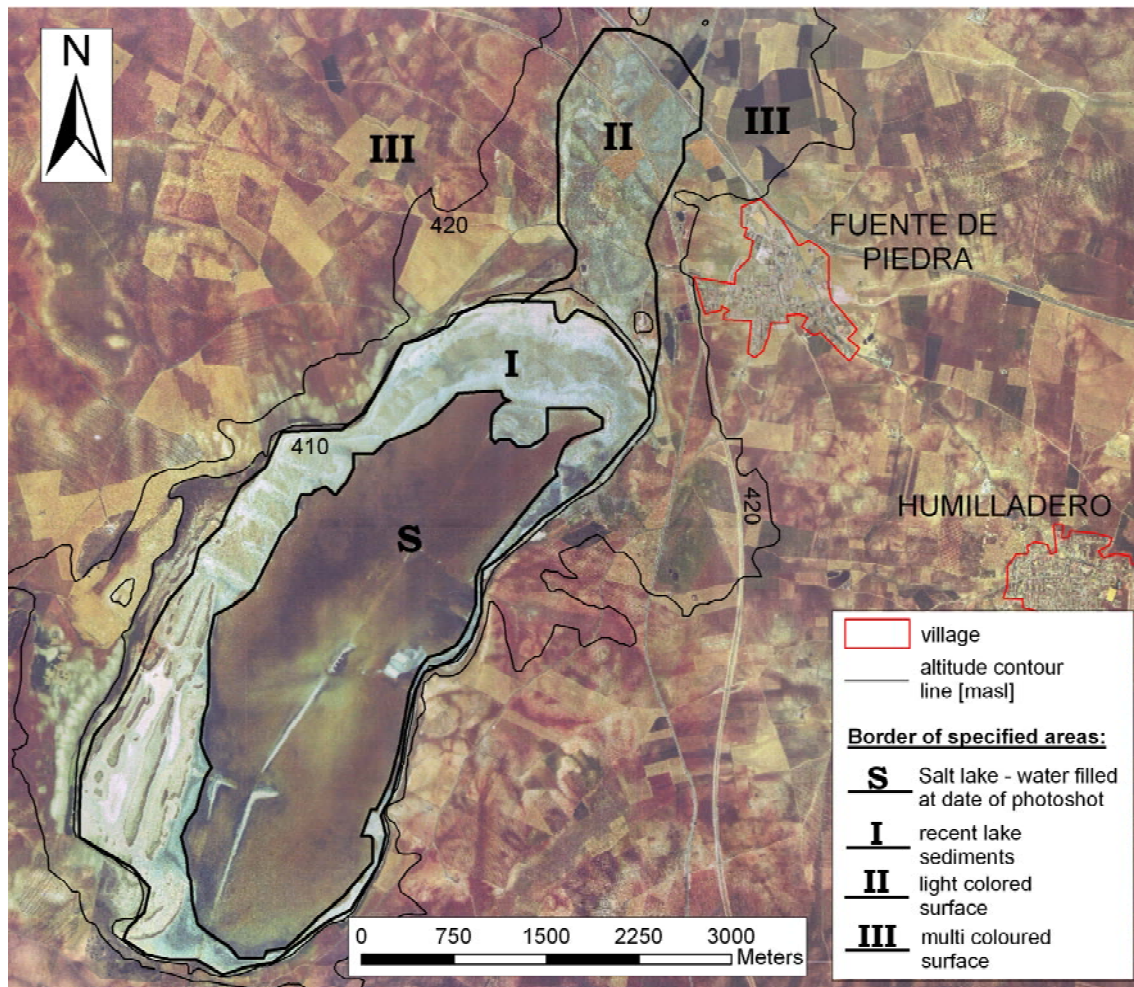 N
III
II
III
420
FUENTE DE
PIEDRA
I
410
S
420
HUMILLADERO
village
altitude contour
line [masl]
Border of specified areas:
S Salt lake - water filled
at date of photoshot
I recent lake
sediments
II light colored
surface
III multi coloured
surface
0 750 1500 2250 3000
Meters